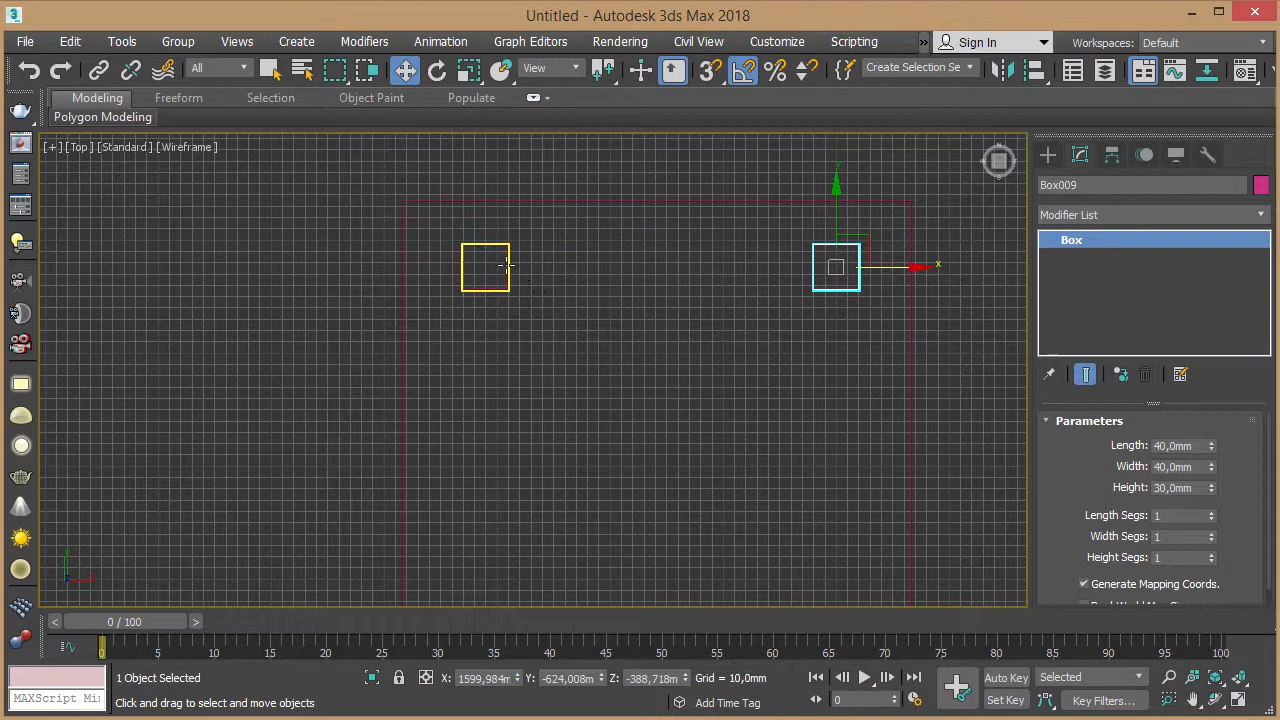 3
Untitled - Autodesk 3ds Max 2018
File Edit Tools Group Views Create Modifiers Animation Graph Editors Rendering Civil View Customize Scripting » Sign In Workspaces: Default
All View Create Selection Se
Modeling Freeform Selection Object Paint Populate
Polygon Modeling
[+] [Top] [Standard] [Wireframe]
Box009
Modifier List
Box
y
x
Parameters
Length: 40,0mm
Width: 40,0mm
Height: 30,0mm
Length Segs: 1
Width Segs: 1
Height Segs: 1
Generate Mapping Coords.
< 0 / 100 >
0 5 10 15 20 25 30 35 40 45 50 55 60 65 70 75 80 85 90 95 100
1 Object Selected X: 1599,984m Y: -624,008m Z: -388,718m Grid = 10,0mm Auto Key Selected
MAXScript Mi Click and drag to select and move objects Add Time Tag 0 Set Key Key Filters...